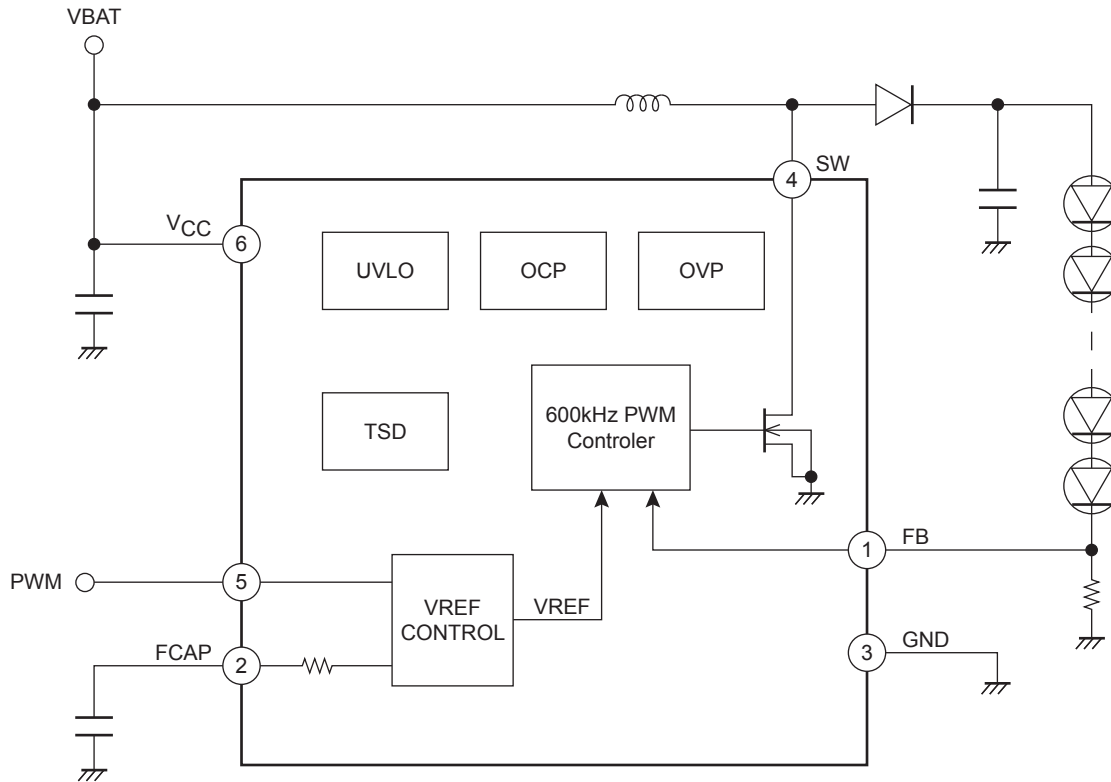 VBAT
SW
4
VCC
6
UVLO
OCP
OVP
TSD
600kHz PWM
Controler
1
FB
PWM
5
VREF
CONTROL
VREF
FCAP
2
3
GND